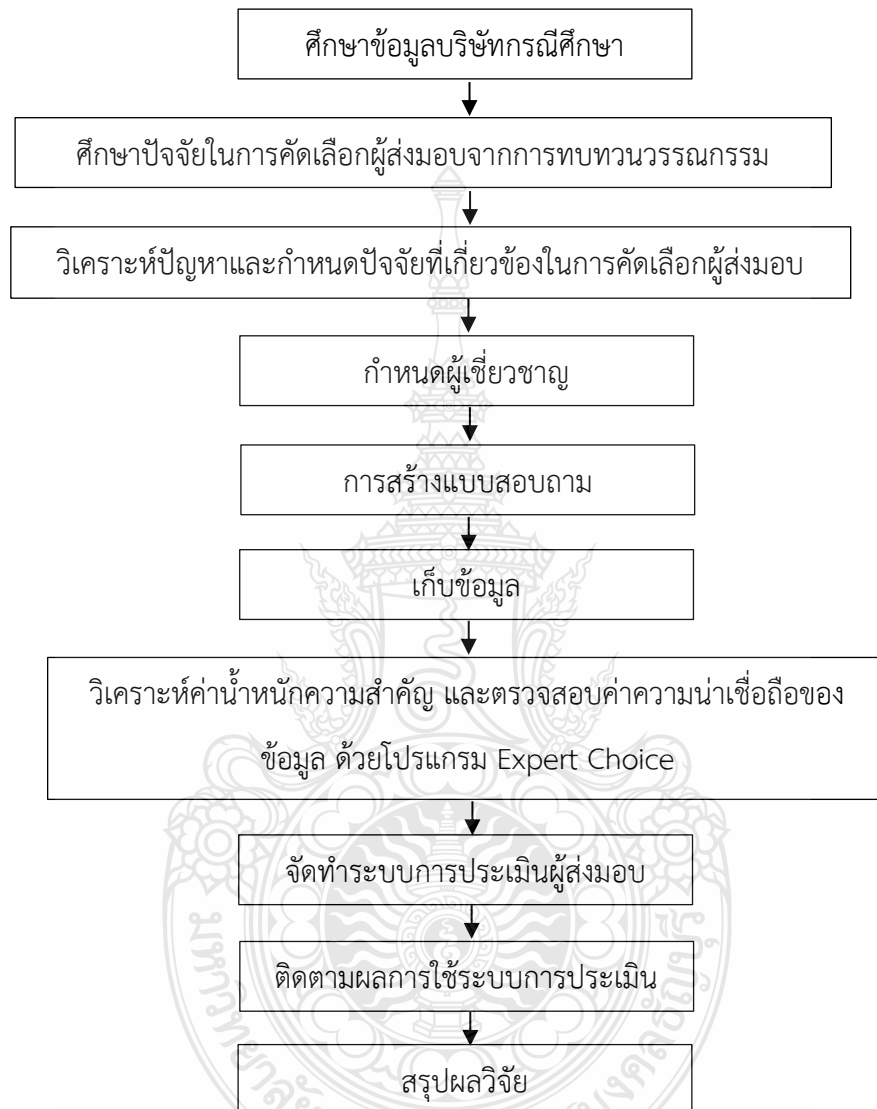 ศึกษาข้อมูลบริษัทกรณีศึกษา
ศึกษาปัจจัยในการคัดเลือกผู้ส่งมอบจากการทบทวนวรรณกรรม
วิเคราะห์ปัญหาและกำหนดปัจจัยที่เกี่ยวข้องในการคัดเลือกผู้ส่งมอบ
กำหนดผู้เชี่ยวชาญ
การสร้างแบบสอบถาม
เก็บข้อมูล
วิเคราะห์ค่าน้ำหนักความสำคัญ และตรวจสอบค่าความน่าเชื่อถือของ
ข้อมูล ด้วยโปรแกรม Expert Choice
จัดทำระบบการประเมินผู้ส่งมอบ
ติดตามผลการใช้ระบบการประเมิน
สรุปผลวิจัย